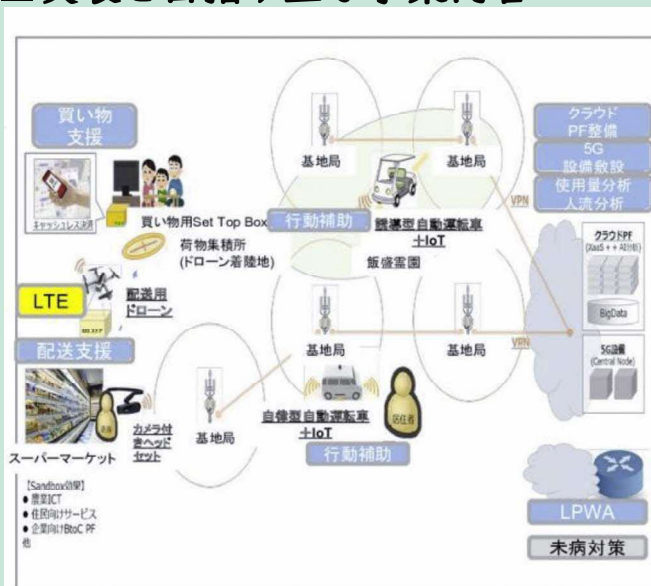 買い物
支援
キャッシュレス決済
買い物用Set Top Box
荷物集積所
(ドローン着陸地)
LTE
配送用
ドローン
配送支援
スーパーマーケット
カメラ付
きヘッド
セット
基地局
基地局
基地局
行動補助
誘導型自動運転車
+IoT
飯盛霊園
基地局
基地局
自律型自動運転車
+IoT
居住者
行動補助
VPN
VPN
クラウド
PF整備
5G
設備敷設
使用量分析
人流分析
クラウドPF
BigData
5G設備
(Central Node)
LPWA
未病対策
【Sandbox効果】
● 農業ICT
● 住民向けサービス
● 企業向けBtoC PF
他